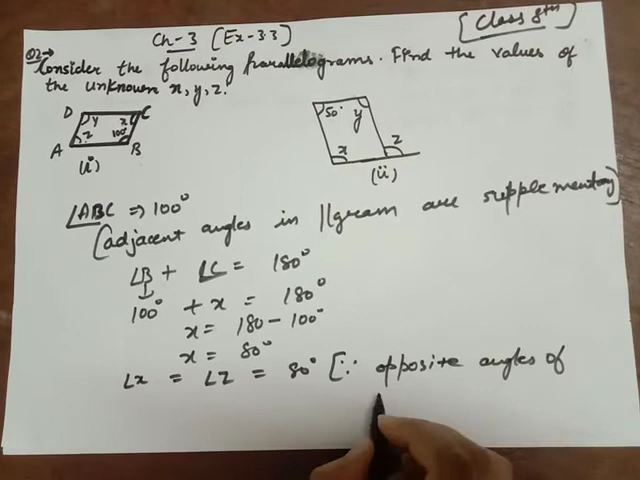 Ch-3 [Ex-3.3]
[Class 8th]
Q2→
Consider the following parallelograms. Find the values of
the unknown x, y, z.
D C
y x
z 100°
A B
(i)
50° y
x z
(ii)
∠ABC ⇒ 100°
(adjacent angles in ||gram are supplementary)
∠B + ∠C = 180°
100° + x = 180°
x = 180 - 100°
x = 80°
∠x = ∠z = 80° [∵ opposite angles of